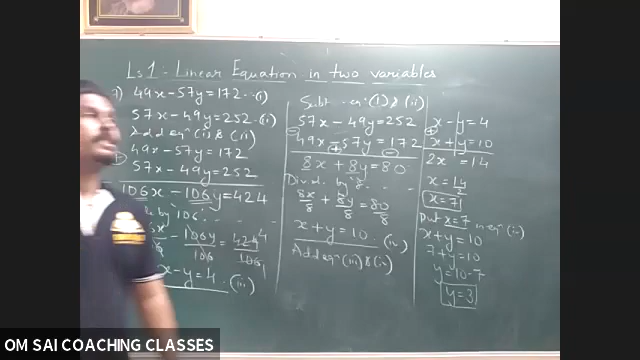 Ls 1: Linear Equation in two variables
7) 49x-57y=172 --(i)
57x-49y=252 --(ii)
Add eqⁿ(i) & (ii)
49x-57y=172
57x-49y=252
106x-106y=424
by 106
- 106y/106 = 424/106
x-y=4 --(iii)
Subt eqⁿ (i) & (ii)
57x-49y=252
49x-57y=172
8x+8y=80
Divid. by 8.
8x/8 + 8y/8 = 80/8
x+y=10. (iv)
Add eqⁿ(iii) & (iv)
x-y=4
x+y=10
2x =14
x=14/2
x=7
Put x=7 in eqⁿ(iv)
x+y=10
7+y=10
y=10-7
y=3
OM SAI COACHING CLASSES